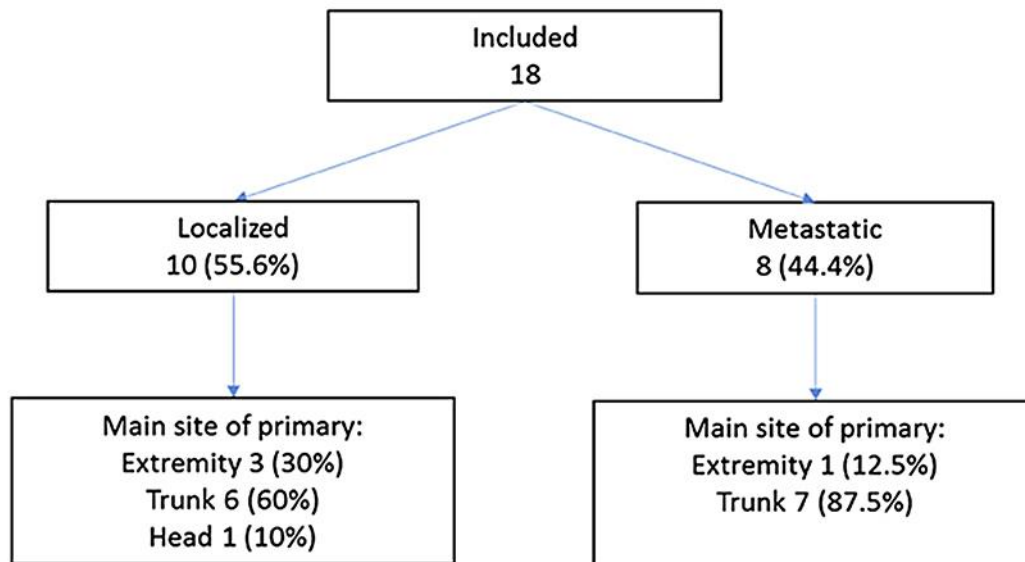 Included
18
Localized
10 (55.6%)
Metastatic
8 (44.4%)
Main site of primary:
Extremity 3 (30%)
Trunk 6 (60%)
Head 1 (10%)
Main site of primary:
Extremity 1 (12.5%)
Trunk 7 (87.5%)